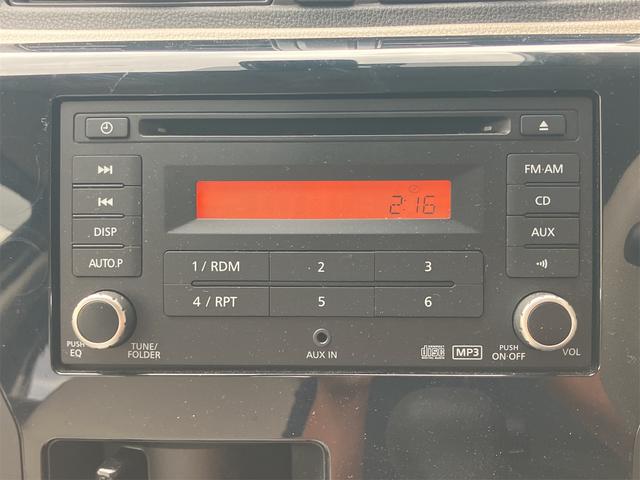 FM·AM
2:16
CD
DISP
AUX
AUTO.P
1 / RDM
2
3
4 / RPT
5
6
AUX IN
PUSH
EQ
TUNE/
FOLDER
disc
MP3
PUSH
ON·OFF
VOL